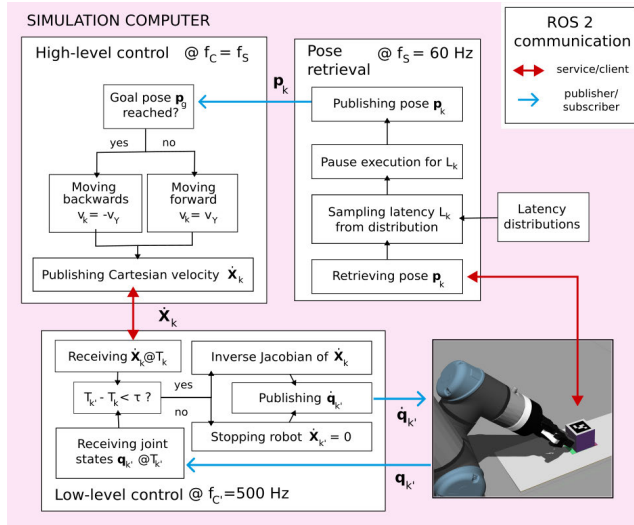 SIMULATION COMPUTER
High-level control @ f_C = f_S
Goal pose p_g
reached?
yes
no
Moving
backwards
v_k = -v_Y
Moving
forward
v_k = v_Y
Publishing Cartesian velocity Ẋ_k
p_k
Pose
retrieval
@ f_S = 60 Hz
Publishing pose p_k
Pause execution for L_k
Sampling latency L_k
from distribution
Retrieving pose p_k
Latency
distributions
ROS 2
communication
service/client
publisher/
subscriber
Ẋ_k
Receiving Ẋ_k@T_k
T_k' - T_k < τ ?
yes
no
Receiving joint
states q_k' @T_k'
Inverse Jacobian of Ẋ_k
Publishing q̇_k'
Stopping robot Ẋ_k' = 0
Low-level control @ f_C'=500 Hz
q̇_k'
q_k'